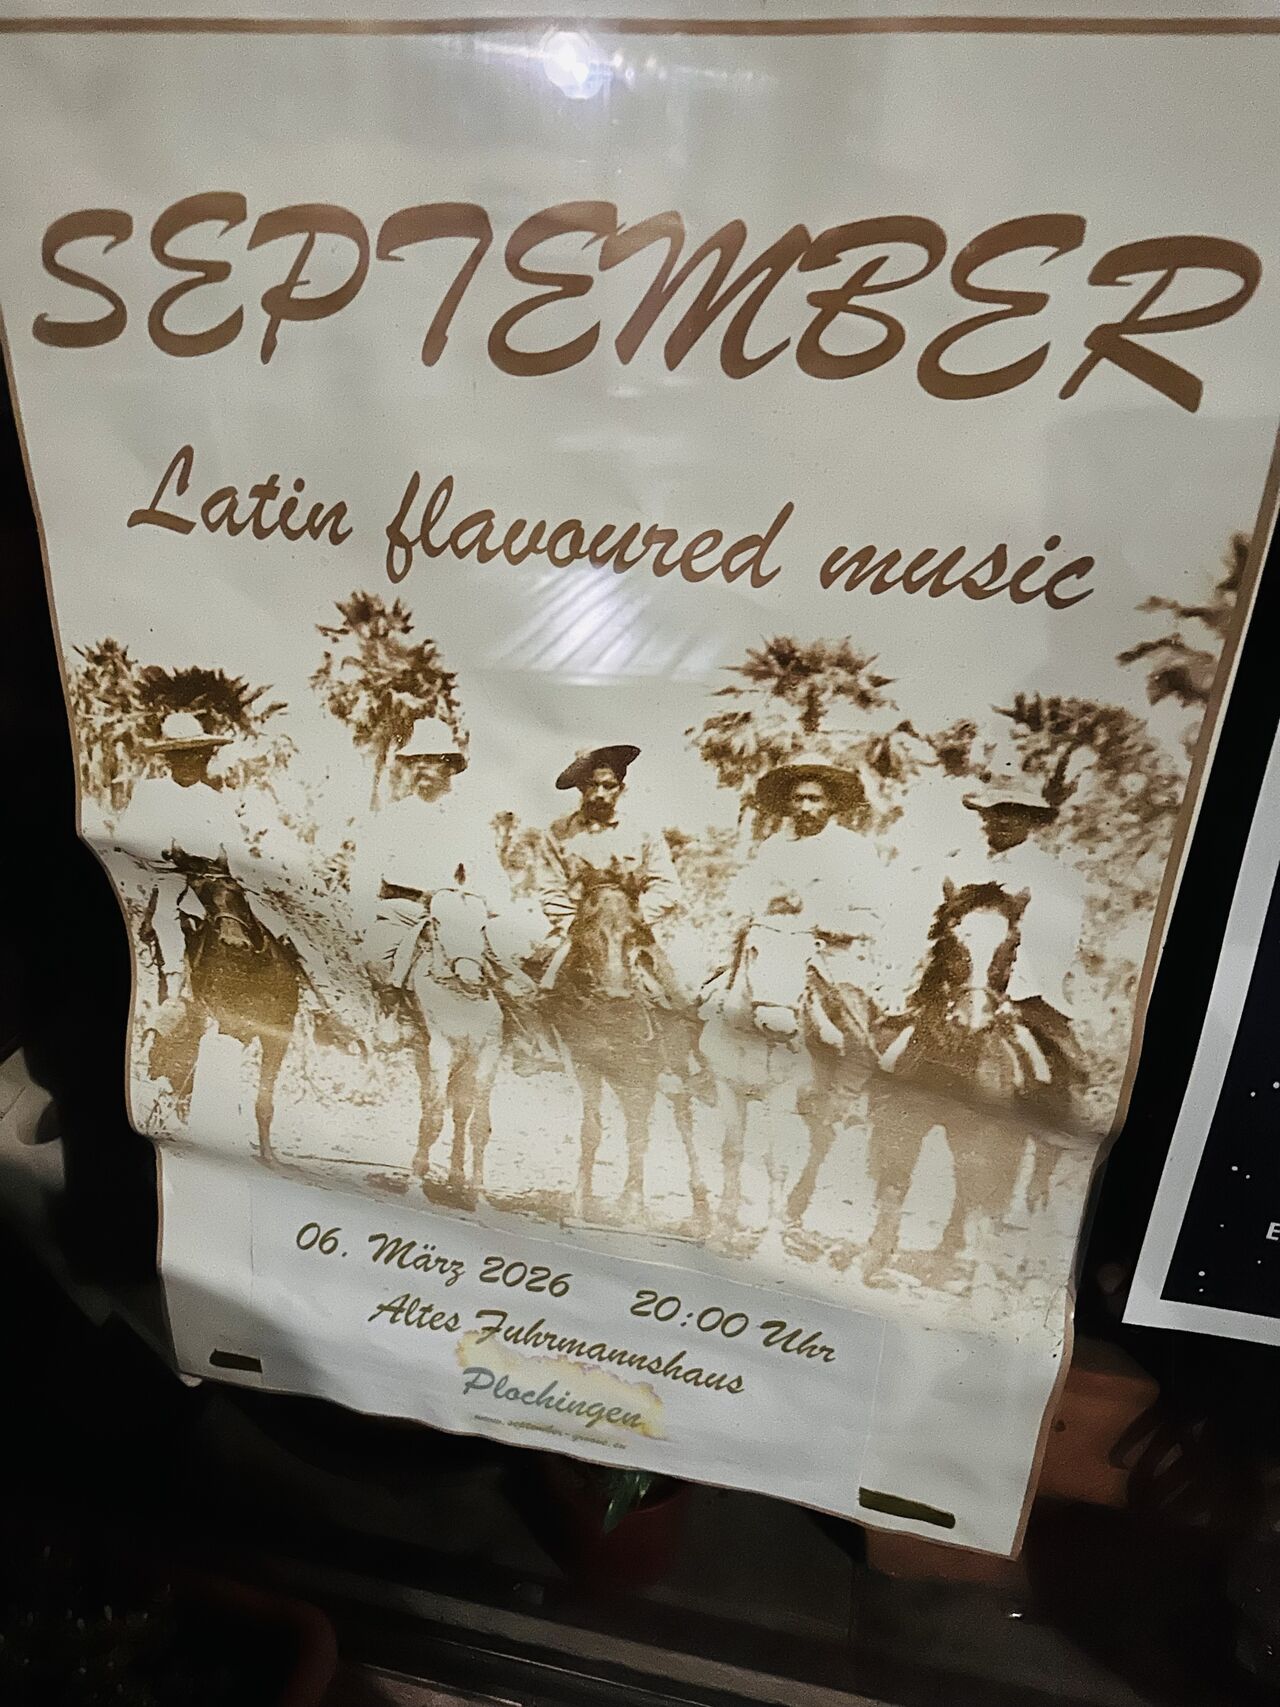 SEPTEMBER
Latin flavoured music
06. März 2026 20:00 Uhr
Altes Fuhrmannshaus
Plochingen
E